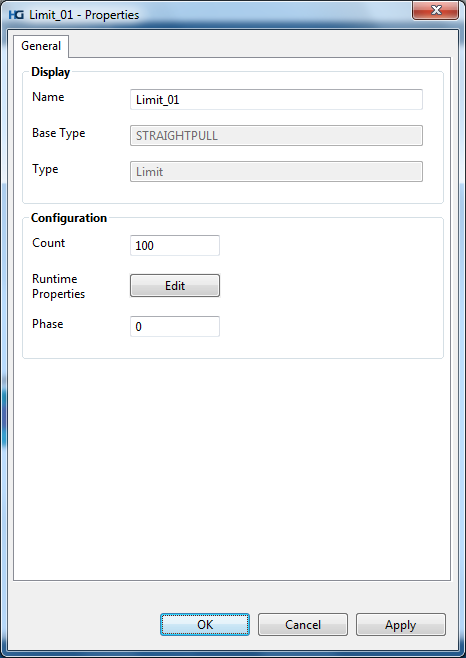 HG Limit_01 - Properties
General
Display
Name Limit_01
Base Type STRAIGHTPULL
Type Limit
Configuration
Count 100
Runtime
Properties
Edit
Phase 0
OK Cancel Apply